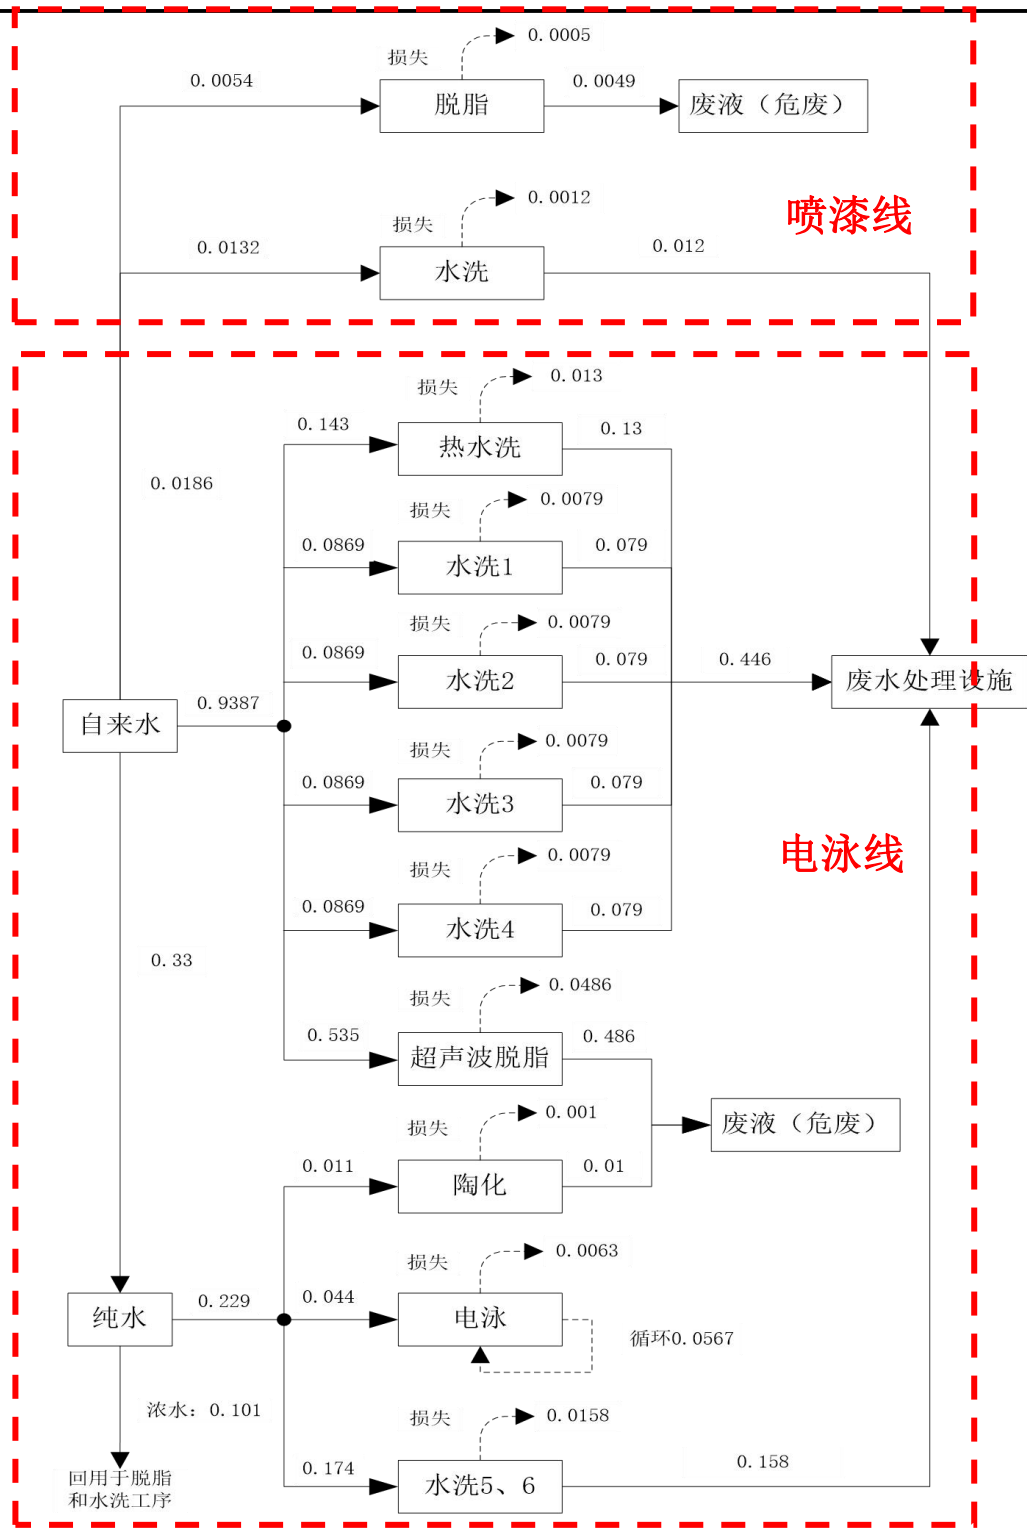 损失
0.0005
0.0054
脱脂
0.0049
废液（危废）
损失
0.0012
喷漆线
0.0132
水洗
0.012
损失
0.013
0.143
热水洗
0.13
0.0186
损失
0.0079
0.0869
水洗1
0.079
损失
0.0079
0.0869
水洗2
0.079
0.446
废水处理设施
自来水
0.9387
损失
0.0079
0.0869
水洗3
0.079
电泳线
损失
0.0079
0.0869
水洗4
0.079
0.33
损失
0.0486
0.535
超声波脱脂
0.486
损失
0.001
废液（危废）
0.011
陶化
0.01
损失
0.0063
纯水
0.229
0.044
电泳
循环0.0567
浓水：0.101
损失
0.0158
0.174
水洗5、6
0.158
回用于脱脂
和水洗工序